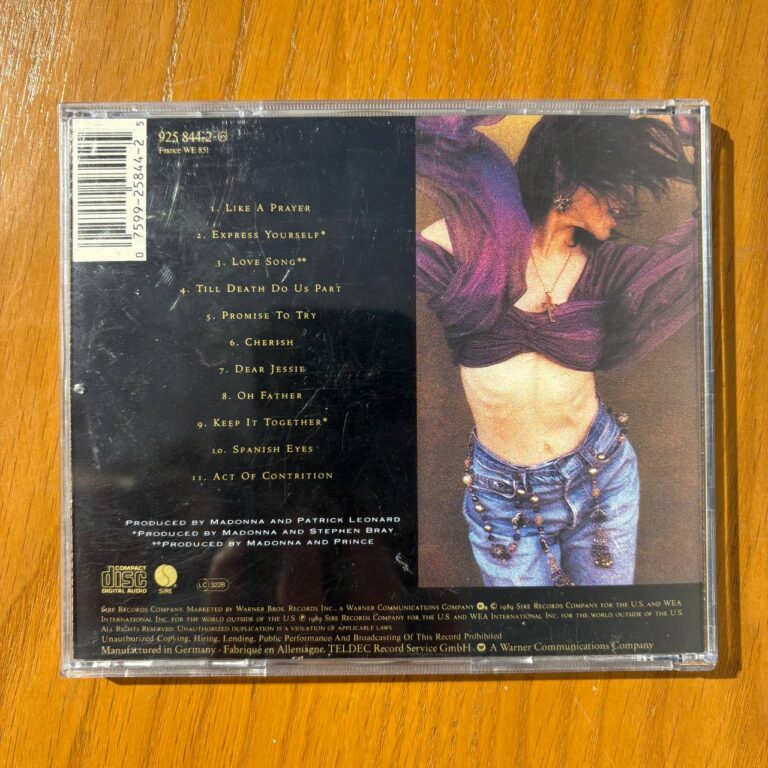 0 7599-25844-2 5
925 844-2
France WE 851
1. Like A Prayer
2. Express Yourself*
3. Love Song**
4. Till Death Do Us Part
5. Promise To Try
6. Cherish
7. Dear Jessie
8. Oh Father
9. Keep It Together*
10. Spanish Eyes
11. Act Of Contrition
Produced by Madonna and Patrick Leonard
*Produced by Madonna and Stephen Bray
**Produced by Madonna and Prince
COMPACT
disc
DIGITAL AUDIO
SIRE
LC 3228
Sire Records Company. Marketed by Warner Bros. Records Inc., a Warner Communications Company © 1989 Sire Records Company for the U.S. and WEA
International Inc. for the world outside of the U.S. ℗ 1989 Sire Records Company for the U.S. and WEA International Inc. for the world outside of the U.S.
All Rights Reserved. Unauthorized duplication is a violation of applicable laws.
Unauthorized Copying, Hiring, Lending, Public Performance And Broadcasting Of This Record Prohibited
Manufactured in Germany · Fabriqué en Allemagne. TELDEC Record Service GmbH A Warner Communications Company